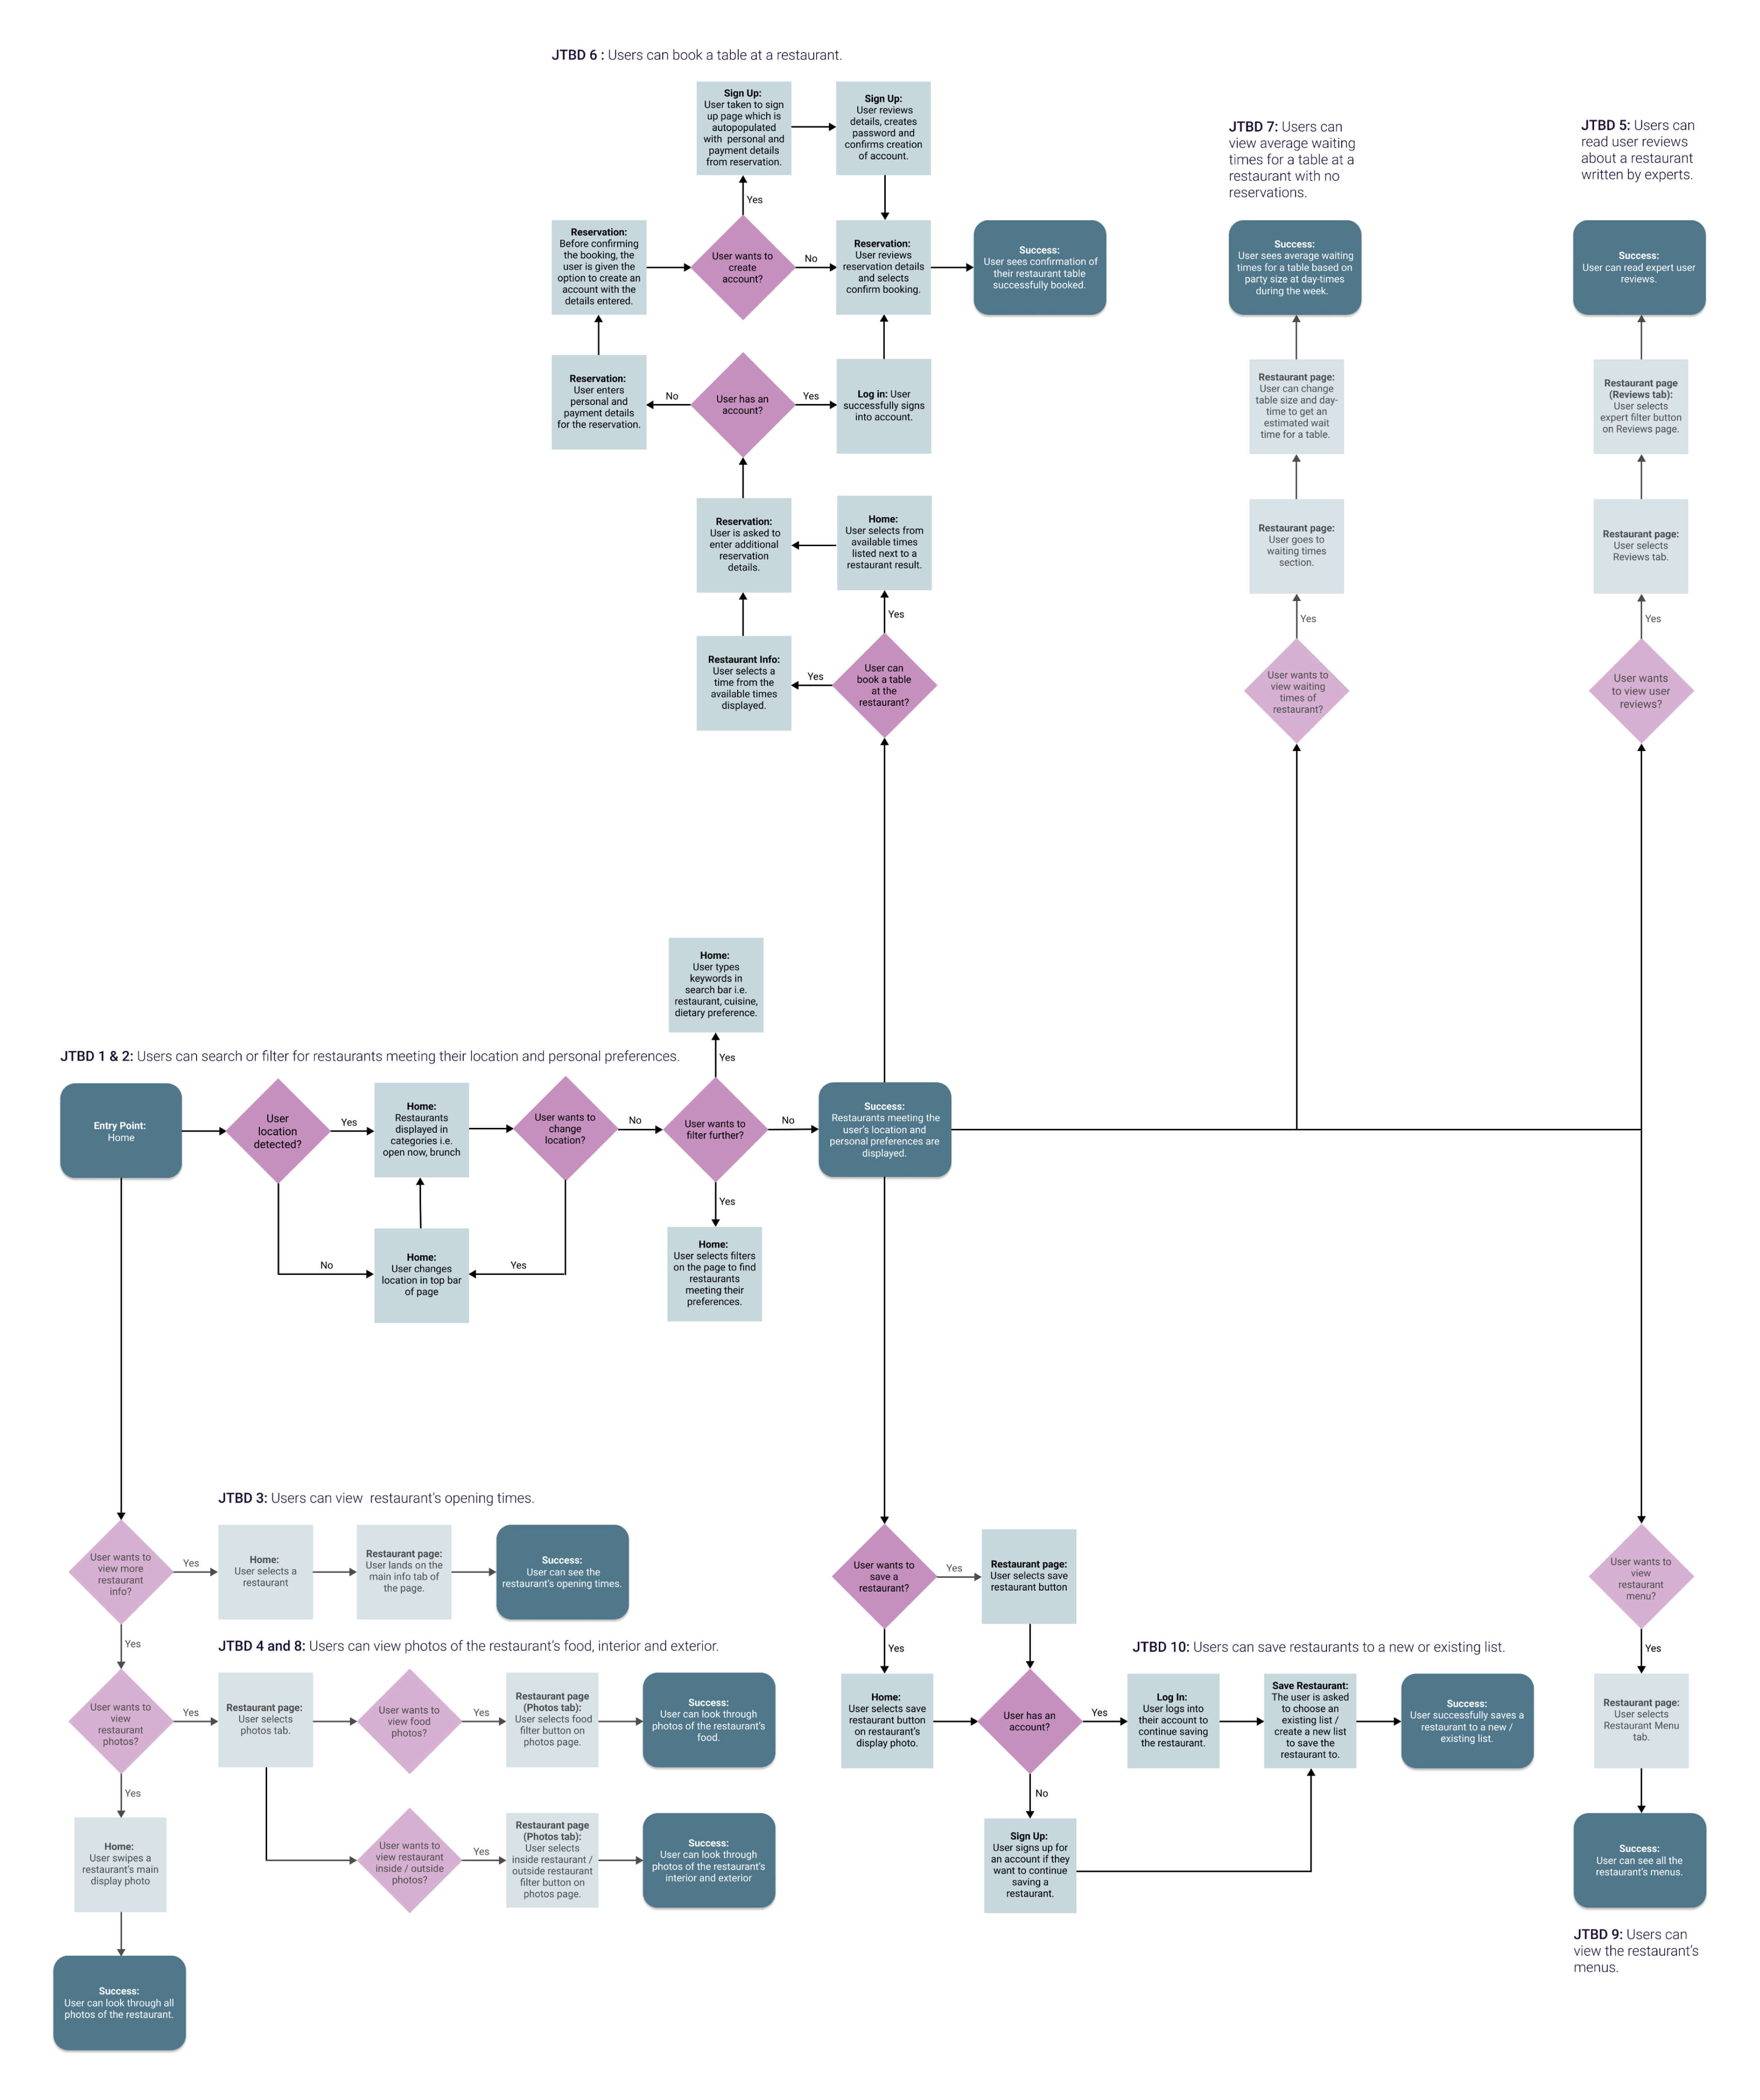 JTBD 6 : Users can book a table at a restaurant.
Sign Up:
User taken to sign
up page which is
autopopulated
with personal and
payment details
from reservation.
Sign Up:
User reviews
details, creates
password and
confirms creation
of account.
Yes
Reservation:
Before confirming
the booking, the
user is given the
option to create an
account with the
details entered.
User wants to
create
account?
No
Reservation:
User reviews
reservation details
and selects
confirm booking.
Success:
User sees confirmation of
their restaurant table
successfully booked.
Reservation:
User enters
personal and
payment details
for the reservation.
No
User has an
account?
Yes
Log in: User
successfully signs
into account.
Reservation:
User is asked to
enter additional
reservation
details.
Home:
User selects from
available times
listed next to a
restaurant result.
Yes
Restaurant Info:
User selects a
time from the
available times
displayed.
Yes
User can
book a table
at the
restaurant?
JTBD 7: Users can
view average waiting
times for a table at a
restaurant with no
reservations.
Success:
User sees average waiting
times for a table based on
party size at day-times
during the week.
Restaurant page:
User can change
table size and day-
time to get an
estimated wait
time for a table.
Restaurant page:
User goes to
waiting times
section.
Yes
User wants to
view waiting
times of
restaurant?
JTBD 5: Users can
read user reviews
about a restaurant
written by experts.
Success:
User can read expert user
reviews.
Restaurant page
(Reviews tab):
User selects
expert filter button
on Reviews page.
Restaurant page:
User selects
Reviews tab.
Yes
User wants
to view user
reviews?
Home:
User types
keywords in
search bar i.e.
restaurant, cuisine,
dietary preference.
Yes
JTBD 1 & 2: Users can search or filter for restaurants meeting their location and personal preferences.
Entry Point:
Home
User
location
detected?
Yes
Home:
Restaurants
displayed in
categories i.e.
open now, brunch
User wants to
change
location?
No
User wants to
filter further?
No
Success:
Restaurants meeting the
user's location and
personal preferences are
displayed.
No
Home:
User changes
location in top bar
of page
Yes
Yes
Home:
User selects filters
on the page to find
restaurants
meeting their
preferences.
JTBD 3: Users can view restaurant's opening times.
User wants to
view more
restaurant
info?
Yes
Home:
User selects a
restaurant
Restaurant page:
User lands on the
main info tab of
the page.
Success:
User can see the
restaurant's opening times.
Yes
JTBD 4 and 8: Users can view photos of the restaurant's food, interior and exterior.
User wants to
view
restaurant
photos?
Yes
Restaurant page:
User selects
photos tab.
User wants to
view food
photos?
Yes
Restaurant page
(Photos tab):
User selects food
filter button on
photos page.
Success:
User can look through
photos of the restaurant's
food.
Yes
User wants to
view restaurant
inside / outside
photos?
Yes
Restaurant page
(Photos tab):
User selects
inside restaurant /
outside restaurant
filter button on
photos page.
Success:
User can look through
photos of the restaurant's
interior and exterior
Home:
User swipes a
restaurant's main
display photo
Success:
User can look through all
photos of the restaurant.
User wants to
save a
restaurant?
Yes
Restaurant page:
User selects save
restaurant button
Yes
JTBD 10: Users can save restaurants to a new or existing list.
Home:
User selects save
restaurant button
on restaurant's
display photo.
User has an
account?
Yes
Log In:
User logs into
their account to
continue saving
the restaurant.
Save Restaurant:
The user is asked
to choose an
existing list /
create a new list
to save the
restaurant to.
Success:
User successfully saves a
restaurant to a new /
existing list.
No
Sign Up:
User signs up for
an account if they
want to continue
saving a
restaurant.
User wants to
view
restaurant
menu?
Yes
Restaurant page:
User selects
Restaurant Menu
tab.
Success:
User can see all the
restaurant's menus.
JTBD 9: Users can
view the restaurant's
menus.